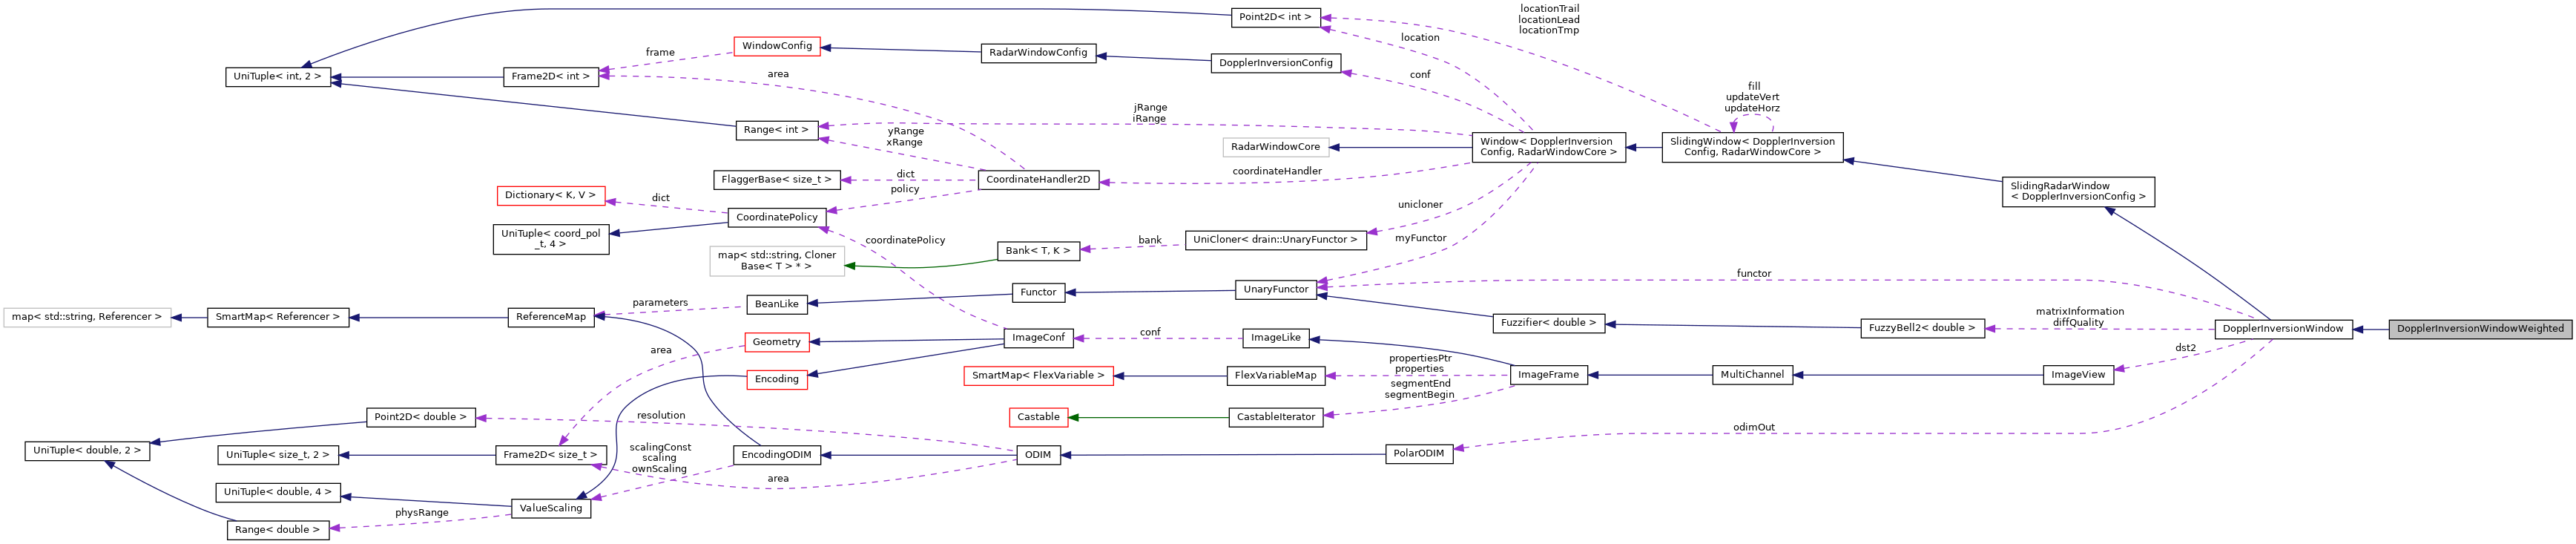 Point2D< int >
locationTrail
locationLead
locationTmp
location
WindowConfig
frame
RadarWindowConfig
DopplerInversionConfig
UniTuple< int, 2 >
Frame2D< int >
area
conf
fill
updateVert
updateHorz
jRange
iRange
Range< int >
yRange
xRange
RadarWindowCore
Window< DopplerInversion
Config, RadarWindowCore >
SlidingWindow< DopplerInversion
Config, RadarWindowCore >
FlaggerBase< size_t >
dict
CoordinateHandler2D
coordinateHandler
policy
Dictionary< K, V >
dict
SlidingRadarWindow
< DopplerInversionConfig >
CoordinatePolicy
unicloner
UniTuple< coord_pol
_t, 4 >
coordinatePolicy
myFunctor
bank
UniCloner< drain::UnaryFunctor >
Bank< T, K >
map< std::string, Cloner
Base< T > * >
functor
UnaryFunctor
Functor
BeanLike
parameters
map< std::string, Referencer >
SmartMap< Referencer >
ReferenceMap
Fuzzifier< double >
FuzzyBell2< double >
matrixInformation
diffQuality
DopplerInversionWindow
DopplerInversionWindowWeighted
ImageConf
conf
ImageLike
Geometry
area
dst2
propertiesPtr
properties
Encoding
SmartMap< FlexVariable >
FlexVariableMap
ImageFrame
MultiChannel
ImageView
segmentEnd
segmentBegin
Point2D< double >
resolution
Castable
CastableIterator
odimOut
UniTuple< double, 2 >
UniTuple< size_t, 2 >
Frame2D< size_t >
scalingConst
scaling
ownScaling
EncodingODIM
ODIM
PolarODIM
area
UniTuple< double, 4 >
ValueScaling
physRange
Range< double >